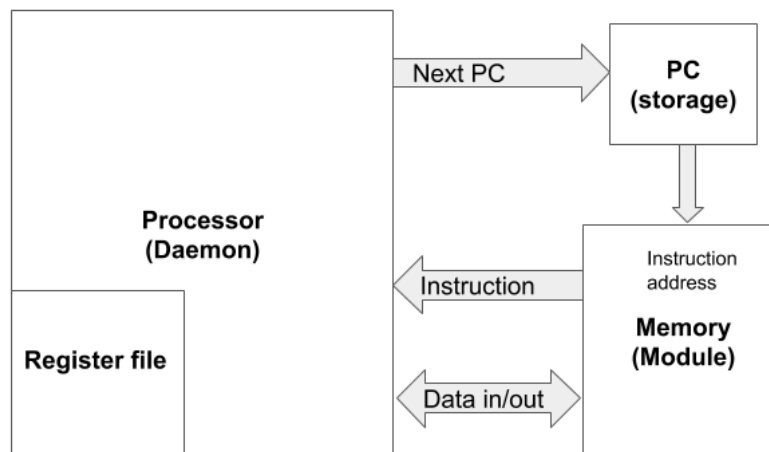 Next PC
PC
(storage)
Processor
(Daemon)
Instruction
Instruction
address
Memory
(Module)
Register file
Data in/out